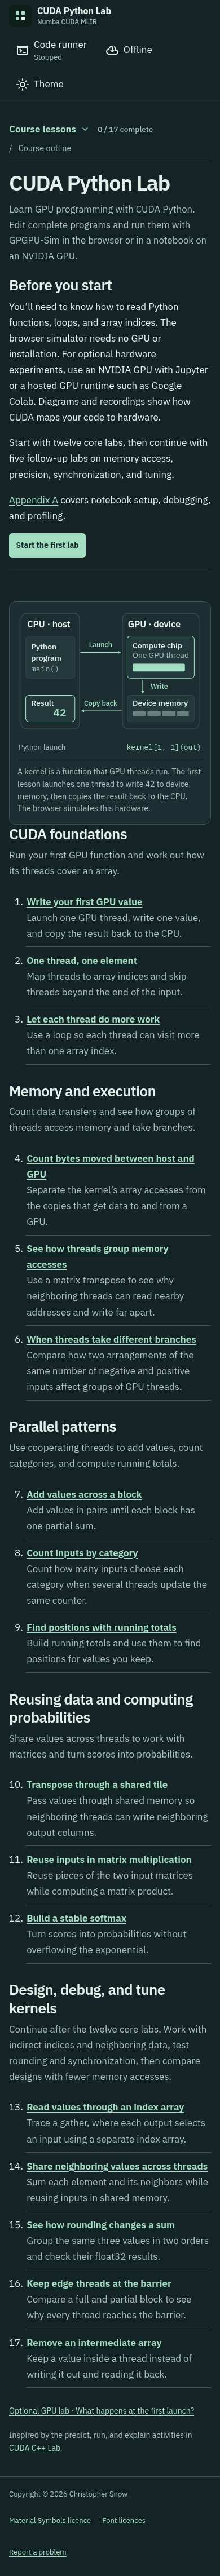 CUDA Python Lab
Numba CUDA MLIR
Code runner
Stopped
Offline
Theme
Course lessons
0 / 17 complete
/ Course outline
CUDA Python Lab
Learn GPU programming with CUDA Python.
Edit complete programs and run them with
GPGPU-Sim in the browser or in a notebook on
an NVIDIA GPU.
Before you start
You’ll need to know how to read Python
functions, loops, and array indices. The
browser simulator needs no GPU or
installation. For optional hardware
experiments, use an NVIDIA GPU with Jupyter
or a hosted GPU runtime such as Google
Colab. Diagrams and recordings show how
CUDA maps your code to hardware.
Start with twelve core labs, then continue with
five follow-up labs on memory access,
precision, synchronization, and tuning.
Appendix A covers notebook setup, debugging,
and profiling.
Start the first lab
CPU · host
GPU · device
Python
program
main()
Launch
Compute chip
One GPU thread
Write
Result
42
Copy back
Device memory
Python launch
kernel[1, 1](out)
A kernel is a function that GPU threads run. The first
lesson launches one thread to write 42 to device
memory, then copies the result back to the CPU.
The browser simulates the hardware.
CUDA foundations
Run your first GPU function and work out how
its threads cover an array.
1. Write your first GPU value
Launch one GPU thread, write one value,
and copy the result back to the CPU.
2. One thread, one element
Map threads to array indices and skip
threads beyond the end of the input.
3. Let each thread do more work
Use a loop so each thread can visit more
than one array index.
Memory and execution
Count data transfers and see how groups of
threads access memory and take branches.
4. Count bytes moved between host and
GPU
Separate the kernel’s array accesses from
the copies that get data to and from a
GPU.
5. See how threads group memory
accesses
Use a matrix transpose to see why
neighboring threads can read nearby
addresses and write far apart.
6. When threads take different branches
Compare how two arrangements of the
same number of negative and positive
inputs affect groups of GPU threads.
Parallel patterns
Use cooperating threads to add values, count
categories, and compute running totals.
7. Add values across a block
Add values in pairs until each block has
one partial sum.
8. Count inputs by category
Count how many inputs choose each
category when several threads update the
same counter.
9. Find positions with running totals
Build running totals and use them to find
positions for values you keep.
Reusing data and computing
probabilities
Share values across threads to work with
matrices and turn scores into probabilities.
10. Transpose through a shared tile
Pass values through shared memory so
neighboring threads can write neighboring
output columns.
11. Reuse inputs in matrix multiplication
Reuse pieces of the two input matrices
while computing a matrix product.
12. Build a stable softmax
Turn scores into probabilities without
overflowing the exponential.
Design, debug, and tune
kernels
Continue after the twelve core labs. Work with
indirect indices and neighboring data, test
rounding and synchronization, then compare
designs with fewer memory accesses.
13. Read values through an index array
Trace a gather, where each output selects
an input using a separate index array.
14. Share neighboring values across threads
Sum each element and its neighbors while
reusing inputs in shared memory.
15. See how rounding changes a sum
Group the same three values in two orders
and check their float32 results.
16. Keep edge threads at the barrier
Compare a full and partial block to see
why every thread reaches the barrier.
17. Remove an intermediate array
Keep a value inside a thread instead of
writing it out and reading it back.
Optional GPU lab · What happens at the first launch?
Inspired by the predict, run, and explain activities in
CUDA C++ Lab.
Copyright © 2026 Christopher Snow
Material Symbols licence
Font licences
Report a problem